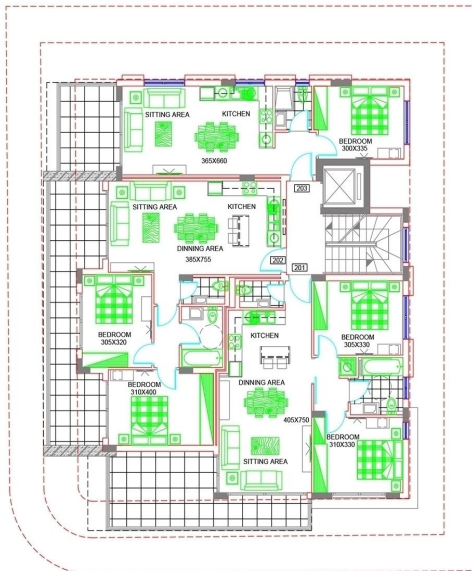 SITTING AREA
KITCHEN
365X660
BEDROOM
300X335
203
SITTING AREA
KITCHEN
DINNING AREA
385X755
202
201
BEDROOM
305X320
KITCHEN
BEDROOM
305X330
BEDROOM
310X400
DINNING AREA
405X750
BEDROOM
310X330
SITTING AREA